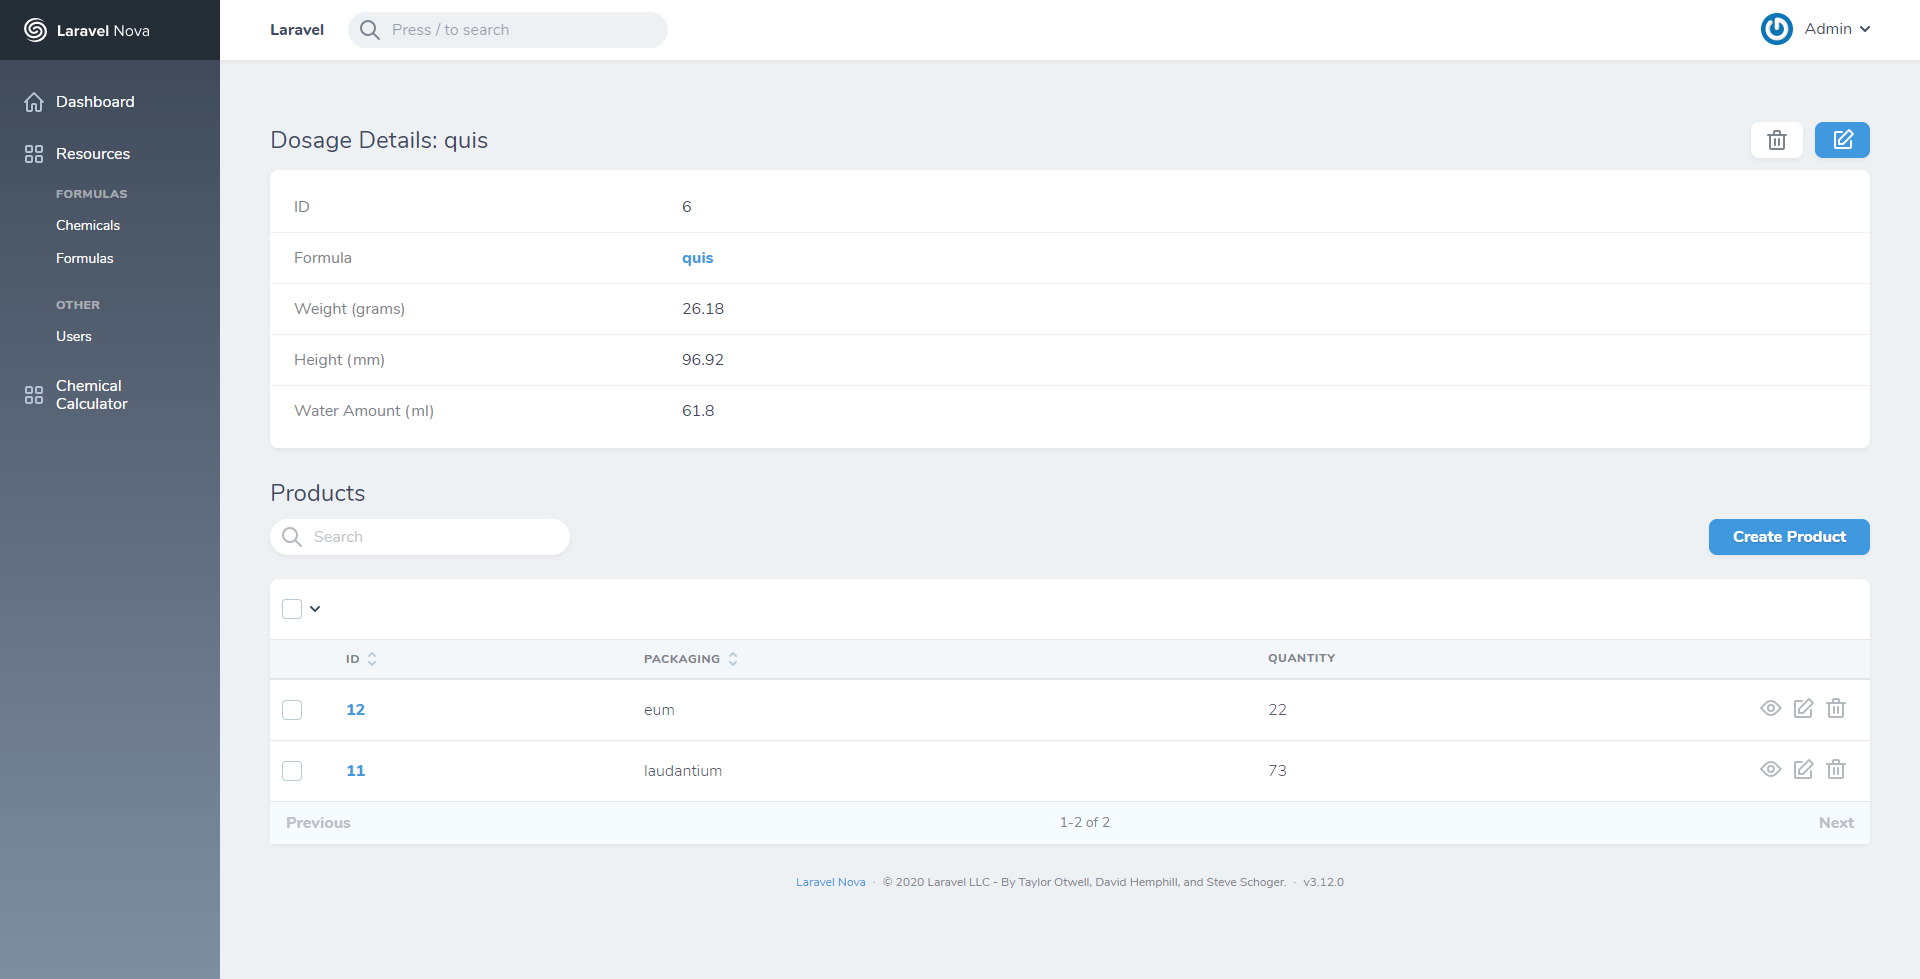 Laravel Nova
Laravel
Press / to search
Admin
Dashboard
Resources
FORMULAS
Chemicals
Formulas
OTHER
Users
Chemical
Calculator
Dosage Details: quis
ID 6
Formula quis
Weight (grams) 26.18
Height (mm) 96.92
Water Amount (ml) 61.8
Products
Search
Create Product
ID PACKAGING QUANTITY
12 eum 22
11 laudantium 73
Previous 1-2 of 2 Next
Laravel Nova · © 2020 Laravel LLC - By Taylor Otwell, David Hemphill, and Steve Schoger. · v3.12.0